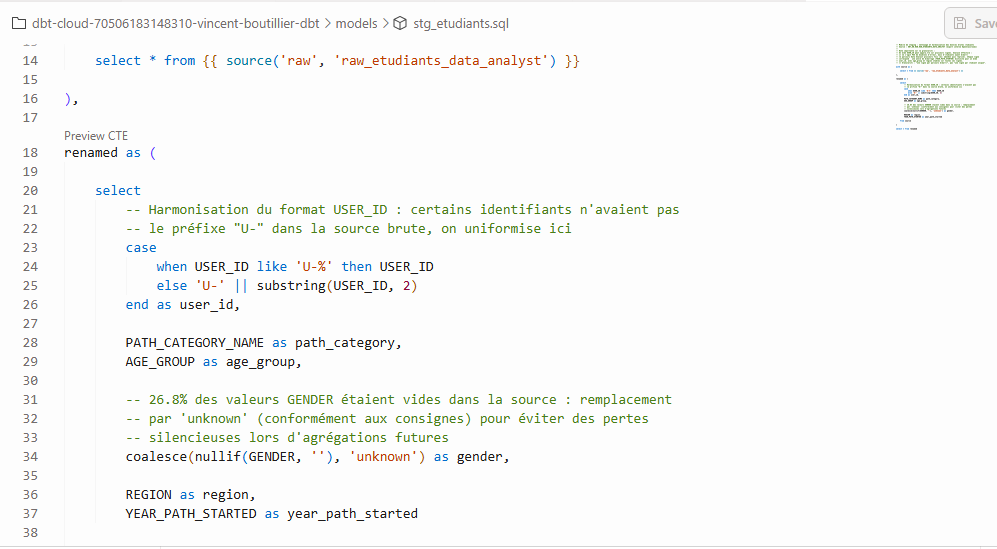 dbt-cloud-70506183148310-vincent-boutillier-dbt > models > stg_etudiants.sql
Save
14 select * from {{ source('raw', 'raw_etudiants_data_analyst') }}
15
16 ),
17
Preview CTE
18 renamed as (
19
20 select
21 -- Harmonisation du format USER_ID : certains identifiants n'avaient pas
22 -- le préfixe "U-" dans la source brute, on uniformise ici
23 case
24 when USER_ID like 'U-%' then USER_ID
25 else 'U-' || substring(USER_ID, 2)
26 end as user_id,
27
28 PATH_CATEGORY_NAME as path_category,
29 AGE_GROUP as age_group,
30
31 -- 26.8% des valeurs GENDER étaient vides dans la source : remplacement
32 -- par 'unknown' (conformément aux consignes) pour éviter des pertes
33 -- silencieuses lors d'agrégations futures
34 coalesce(nullif(GENDER, ''), 'unknown') as gender,
35
36 REGION as region,
37 YEAR_PATH_STARTED as year_path_started
38